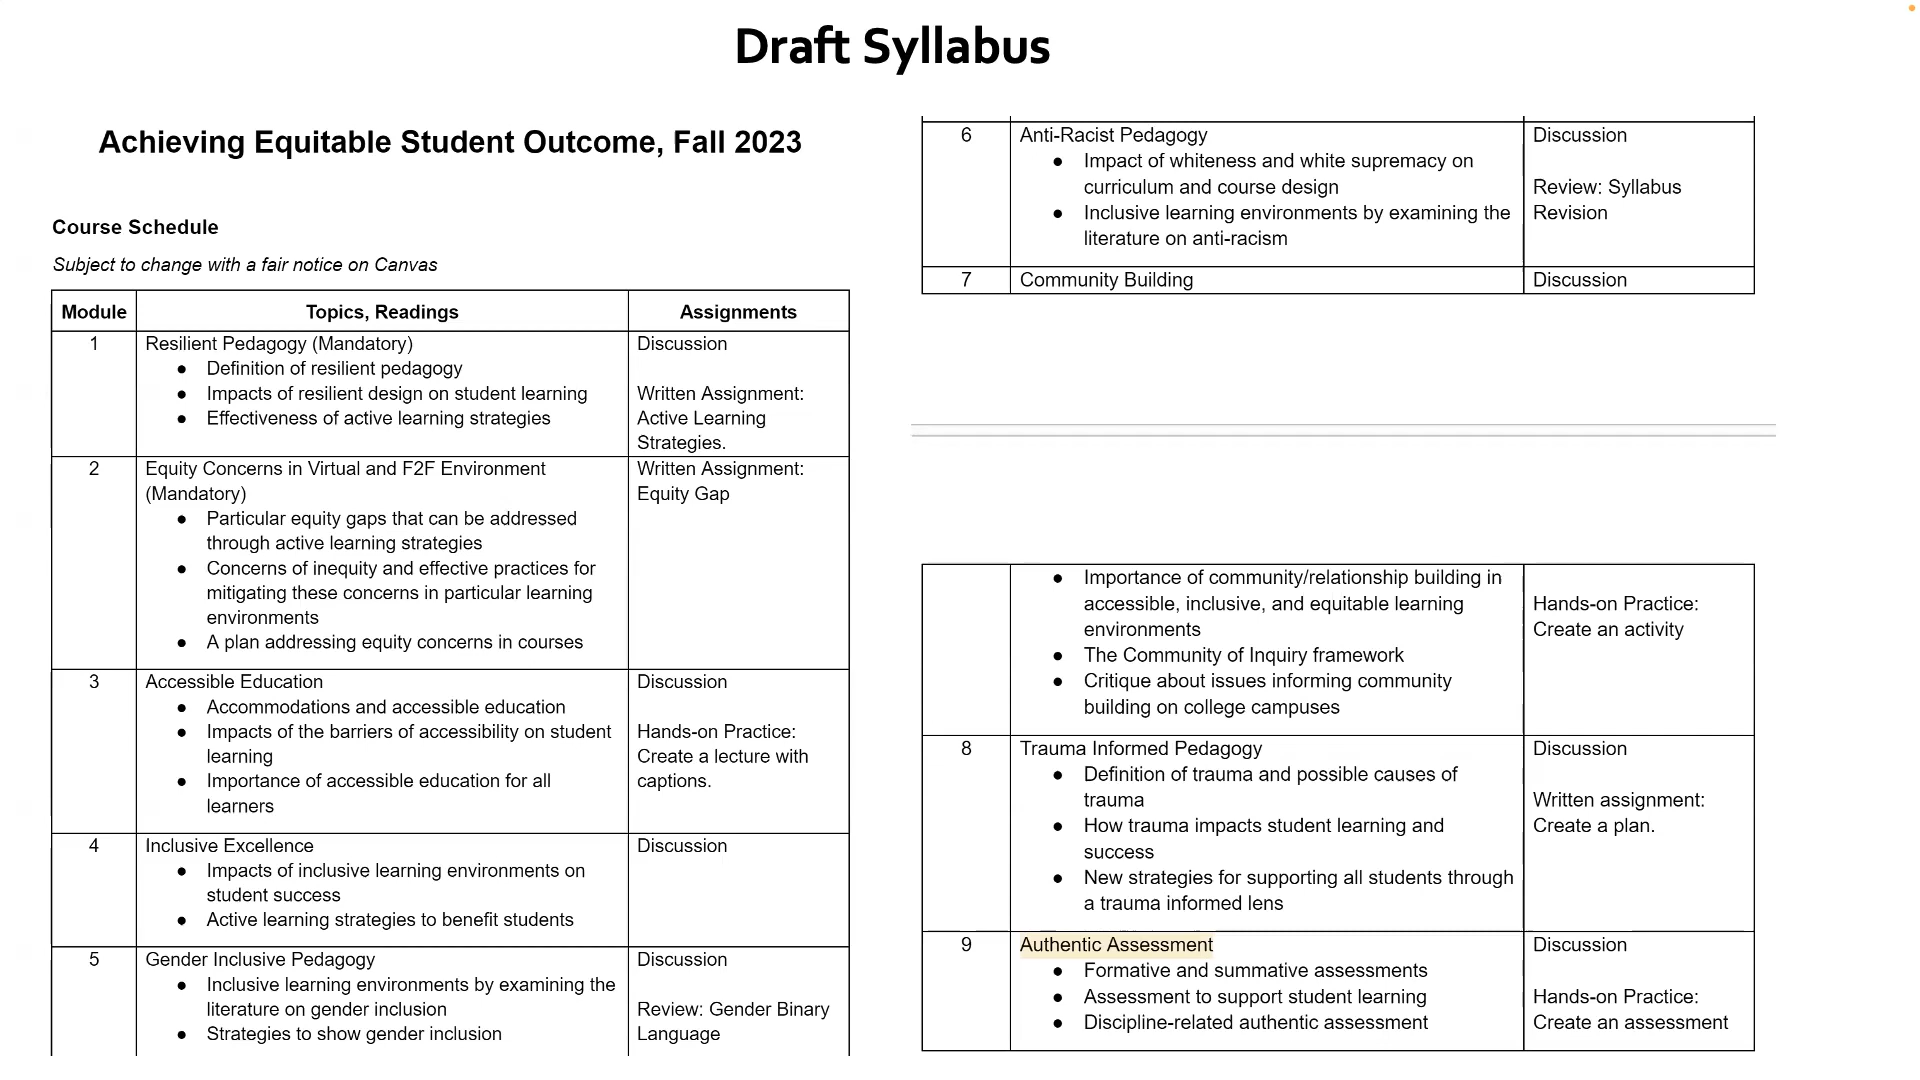 Draft Syllabus
Achieving Equitable Student Outcome, Fall 2023
Course Schedule
Subject to change with a fair notice on Canvas
Module Topics, Readings Assignments
1
Resilient Pedagogy (Mandatory)
● Definition of resilient pedagogy
● Impacts of resilient design on student learning
● Effectiveness of active learning strategies
Discussion
Written Assignment:
Active Learning
Strategies.
2
Equity Concerns in Virtual and F2F Environment
(Mandatory)
● Particular equity gaps that can be addressed
through active learning strategies
● Concerns of inequity and effective practices for
mitigating these concerns in particular learning
environments
● A plan addressing equity concerns in courses
Written Assignment:
Equity Gap
3
Accessible Education
● Accommodations and accessible education
● Impacts of the barriers of accessibility on student
learning
● Importance of accessible education for all
learners
Discussion
Hands-on Practice:
Create a lecture with
captions.
4
Inclusive Excellence
● Impacts of inclusive learning environments on
student success
● Active learning strategies to benefit students
Discussion
5
Gender Inclusive Pedagogy
● Inclusive learning environments by examining the
literature on gender inclusion
● Strategies to show gender inclusion
Discussion
Review: Gender Binary
Language
6
Anti-Racist Pedagogy
● Impact of whiteness and white supremacy on
curriculum and course design
● Inclusive learning environments by examining the
literature on anti-racism
Discussion
Review: Syllabus
Revision
7
Community Building
Discussion
● Importance of community/relationship building in
accessible, inclusive, and equitable learning
environments
● The Community of Inquiry framework
● Critique about issues informing community
building on college campuses
Hands-on Practice:
Create an activity
8
Trauma Informed Pedagogy
● Definition of trauma and possible causes of
trauma
● How trauma impacts student learning and
success
● New strategies for supporting all students through
a trauma informed lens
Discussion
Written assignment:
Create a plan.
9
Authentic Assessment
● Formative and summative assessments
● Assessment to support student learning
● Discipline-related authentic assessment
Discussion
Hands-on Practice:
Create an assessment